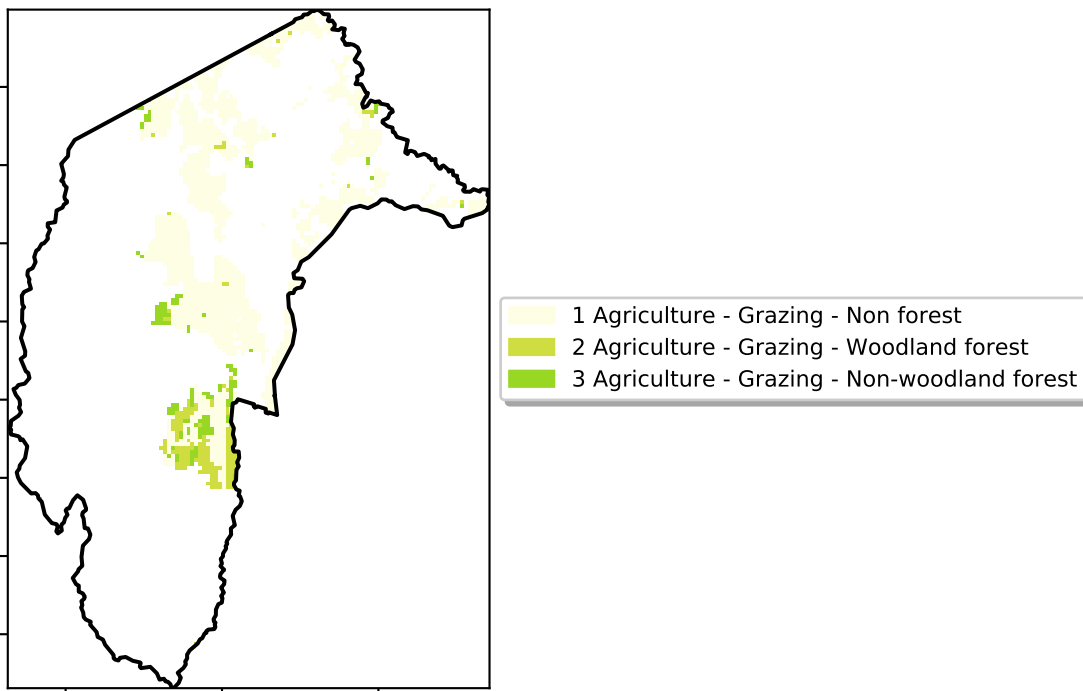 1 Agriculture - Grazing - Non forest
2 Agriculture - Grazing - Woodland forest
3 Agriculture - Grazing - Non-woodland forest